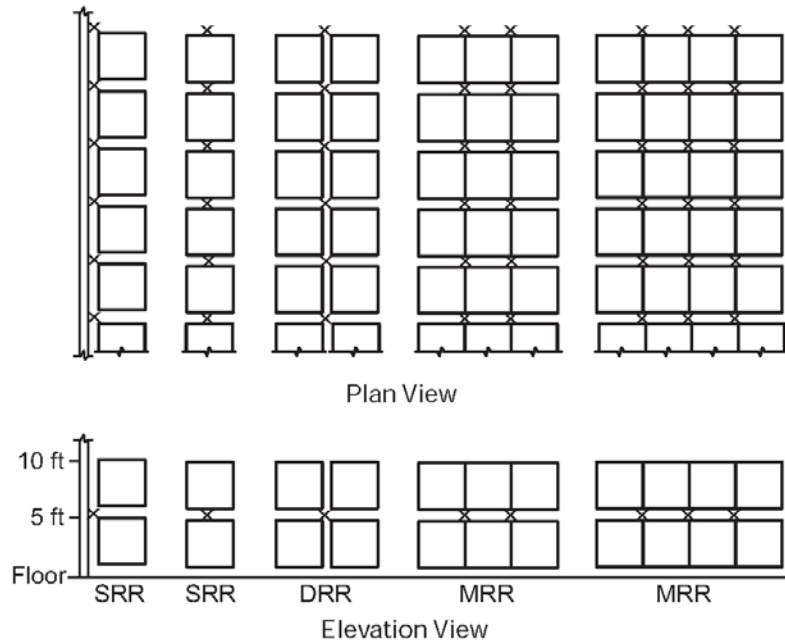 Plan View
10 ft
5 ft
Floor
SRR SRR DRR MRR MRR
Elevation View